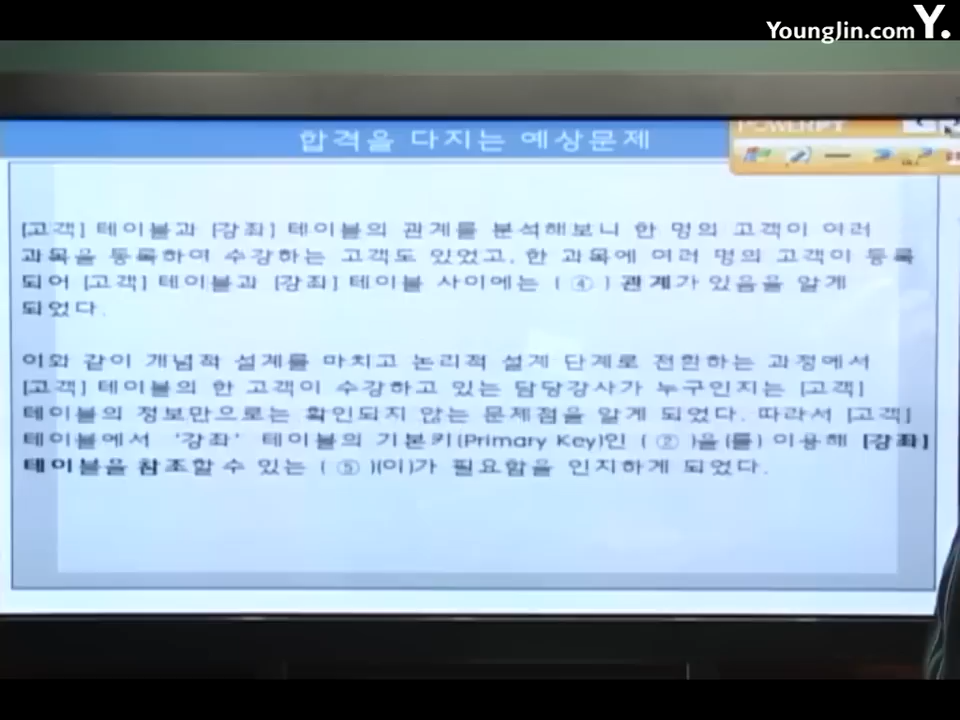 YoungJin.com Y.
합격을 다지는 예상문제
[고객] 테이블과 [강좌] 테이블의 관계를 분석해보니 한 명의 고객이 여러
과목을 등록하여 수강하는 고객도 있었고, 한 과목에 여러 명의 고객이 등록
되어 [고객] 테이블과 [강좌] 테이블 사이에는 ( ④ ) 관계가 있음을 알게
되었다.
이와 같이 개념적 설계를 마치고 논리적 설계 단계로 전환하는 과정에서
[고객] 테이블의 한 고객이 수강하고 있는 담당강사가 누구인지는 [고객]
테이블의 정보만으로는 확인되지 않는 문제점을 알게 되었다. 따라서 [고객]
테이블에서 '강좌' 테이블의 기본키(Primary Key)인 ( ② )을(를) 이용해 [강좌]
테이블을 참조할 수 있는 ( ⑤ )(이)가 필요함을 인지하게 되었다.